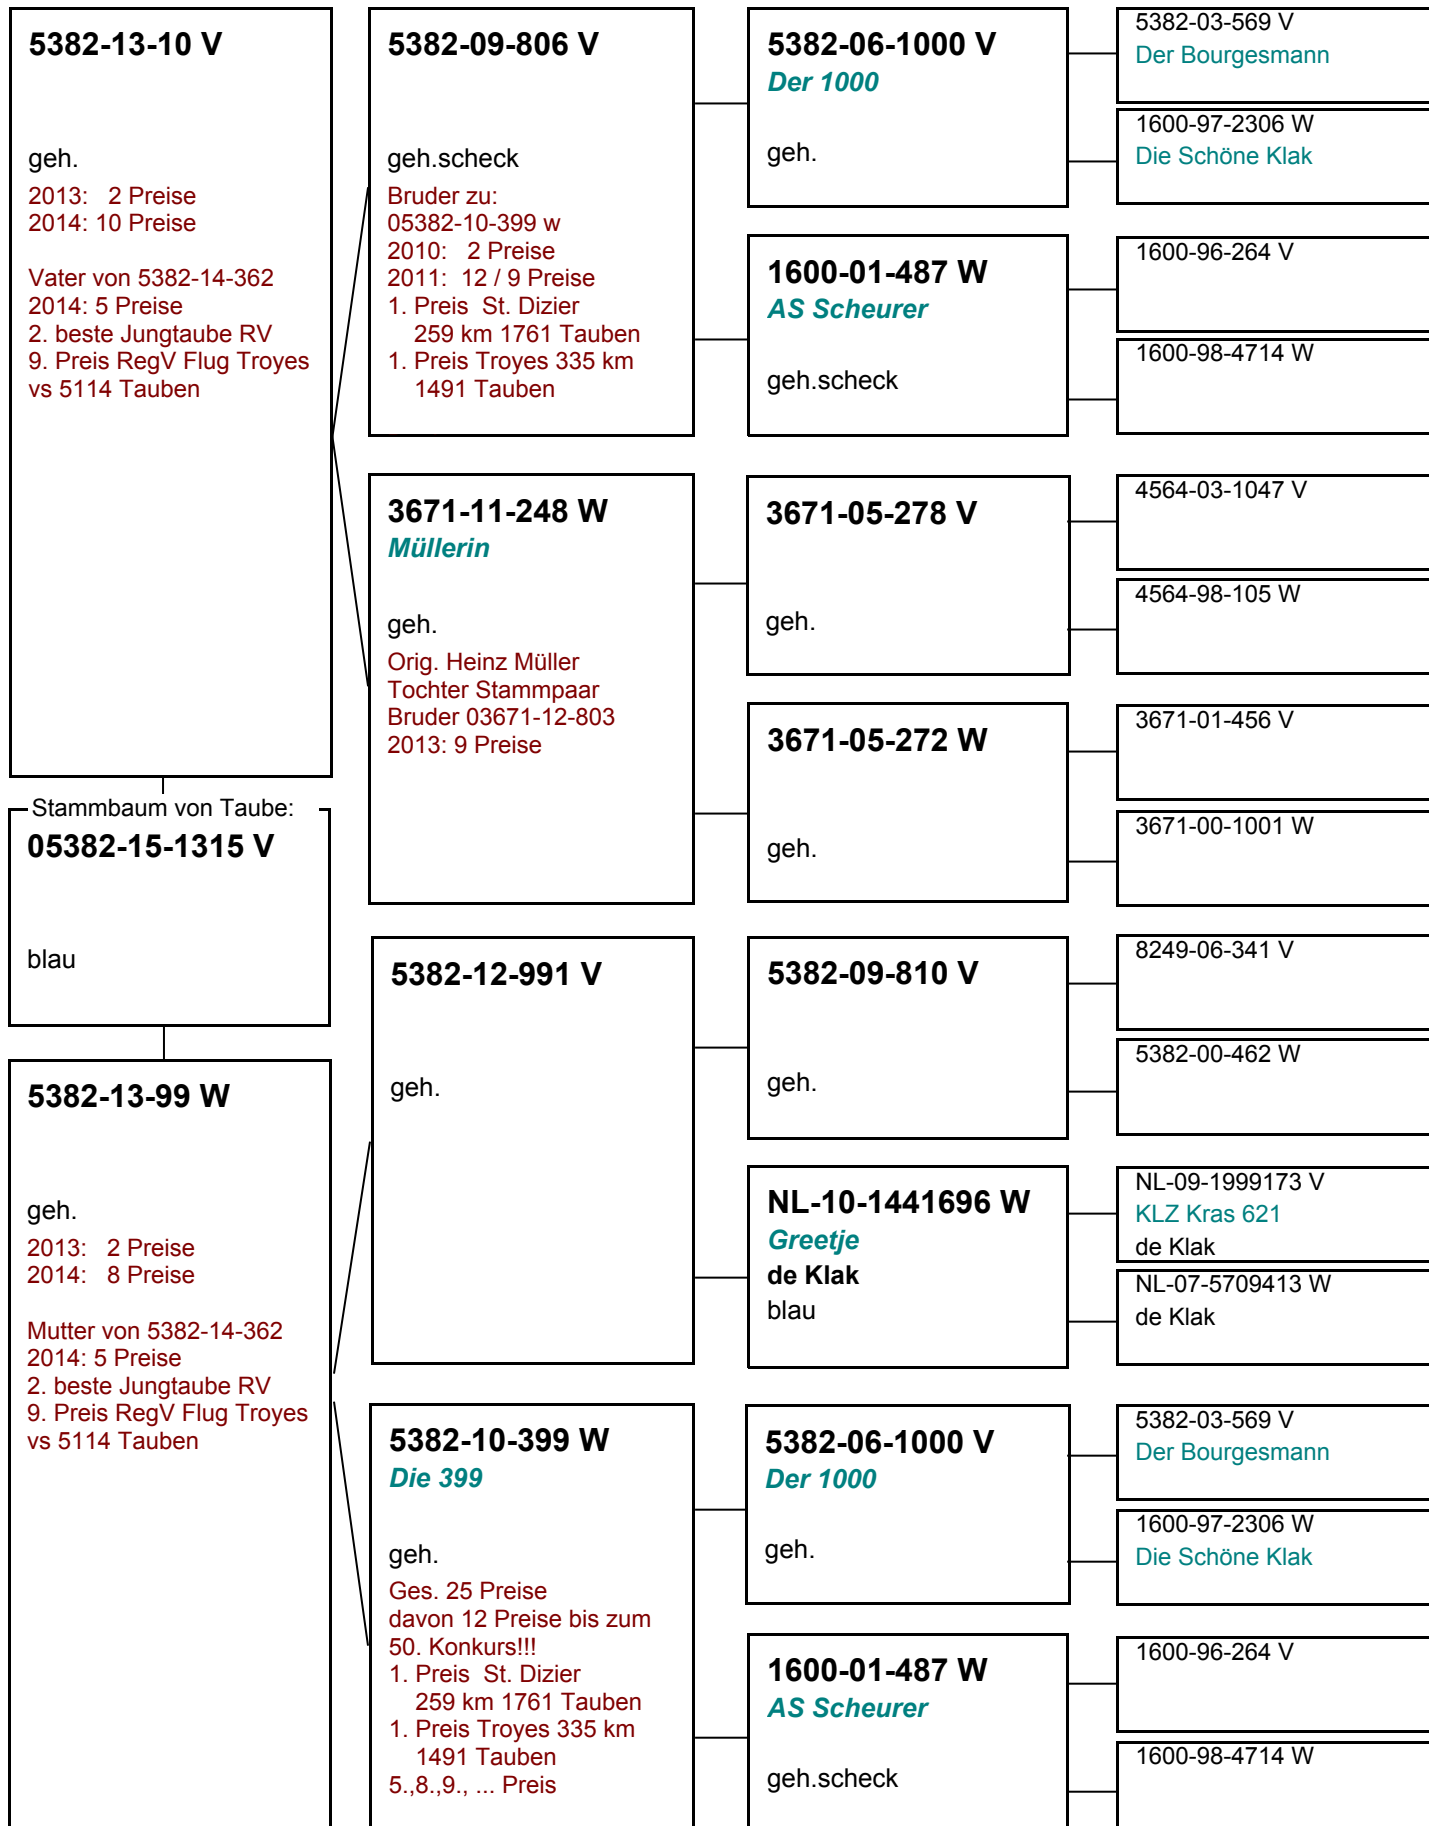 5382-13-10 V
geh.
2013: 2 Preise
2014: 10 Preise
Vater von 5382-14-362
2014: 5 Preise
2. beste Jungtaube RV
9. Preis RegV Flug Troyes
vs 5114 Tauben
Stammbaum von Taube:
05382-15-1315 V
blau
5382-13-99 W
geh.
2013: 2 Preise
2014: 8 Preise
Mutter von 5382-14-362
2014: 5 Preise
2. beste Jungtaube RV
9. Preis RegV Flug Troyes
vs 5114 Tauben
5382-09-806 V
geh.scheck
Bruder zu:
05382-10-399 w
2010: 2 Preise
2011: 12 / 9 Preise
1. Preis St. Dizier
259 km 1761 Tauben
1. Preis Troyes 335 km
1491 Tauben
3671-11-248 W
Müllerin
geh.
Orig. Heinz Müller
Tochter Stammpaar
Bruder 03671-12-803
2013: 9 Preise
5382-12-991 V
geh.
5382-10-399 W
Die 399
geh.
Ges. 25 Preise
davon 12 Preise bis zum
50. Konkurs!!!
1. Preis St. Dizier
259 km 1761 Tauben
1. Preis Troyes 335 km
1491 Tauben
5.,8.,9., ... Preis
5382-06-1000 V
Der 1000
geh.
1600-01-487 W
AS Scheurer
geh.scheck
3671-05-278 V
geh.
3671-05-272 W
geh.
5382-09-810 V
geh.
NL-10-1441696 W
Greetje
de Klak
blau
5382-06-1000 V
Der 1000
geh.
1600-01-487 W
AS Scheurer
geh.scheck
5382-03-569 V
Der Bourgesmann
1600-97-2306 W
Die Schöne Klak
1600-96-264 V
1600-98-4714 W
4564-03-1047 V
4564-98-105 W
3671-01-456 V
3671-00-1001 W
8249-06-341 V
5382-00-462 W
NL-09-1999173 V
KLZ Kras 621
de Klak
NL-07-5709413 W
de Klak
5382-03-569 V
Der Bourgesmann
1600-97-2306 W
Die Schöne Klak
1600-96-264 V
1600-98-4714 W